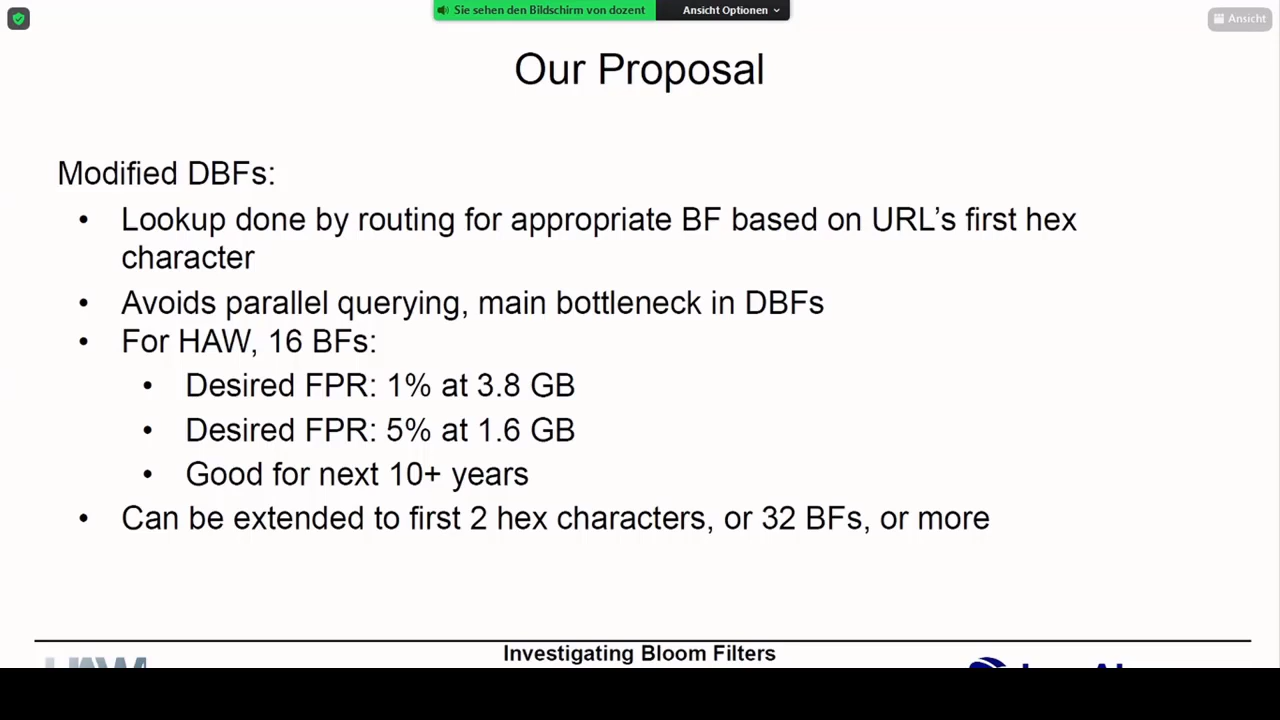 Sie sehen den Bildschirm von dozent
Ansicht Optionen
Ansicht
Our Proposal
Modified DBFs:
• Lookup done by routing for appropriate BF based on URL’s first hex
character
• Avoids parallel querying, main bottleneck in DBFs
• For HAW, 16 BFs:
• Desired FPR: 1% at 3.8 GB
• Desired FPR: 5% at 1.6 GB
• Good for next 10+ years
• Can be extended to first 2 hex characters, or 32 BFs, or more
Investigating Bloom Filters
HAW